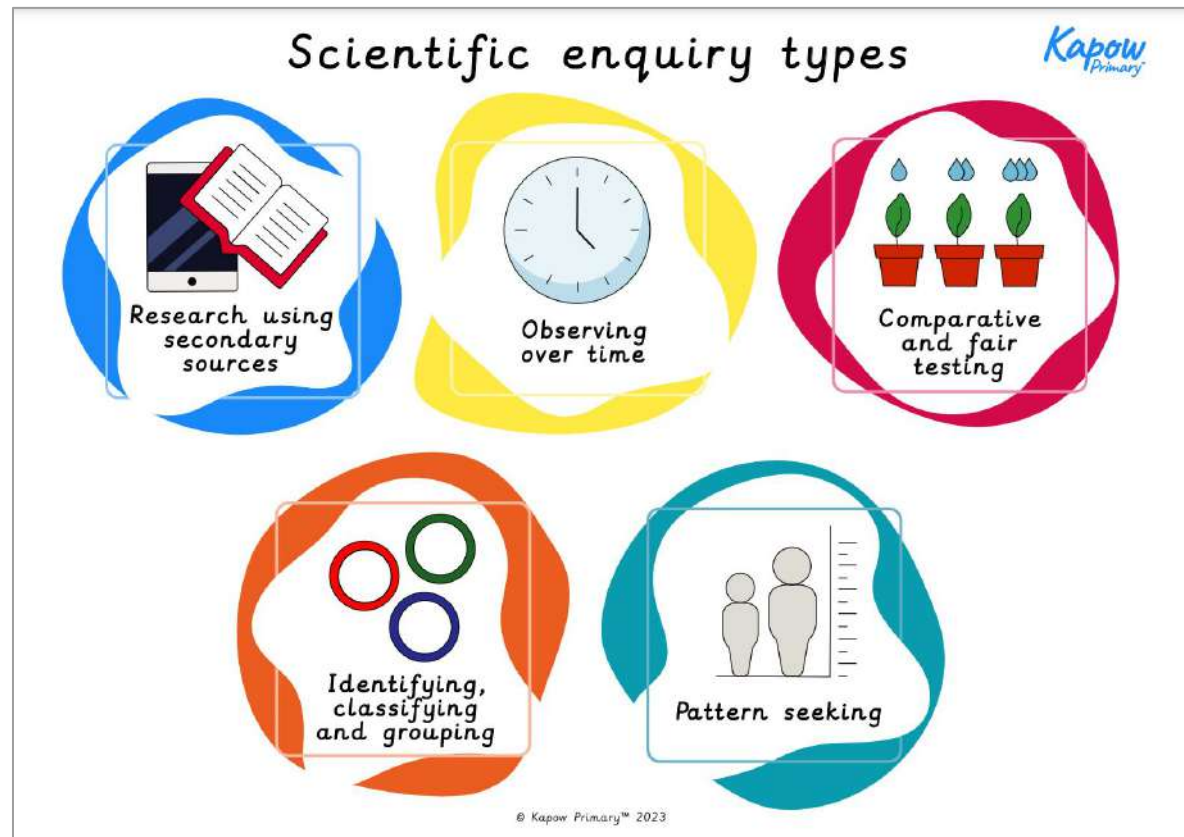 Scientific enquiry types
Kapow
Primary™
Research using
secondary
sources
Observing
over time
Comparative
and fair
testing
Identifying,
classifying
and grouping
Pattern seeking
© Kapow Primary™ 2023